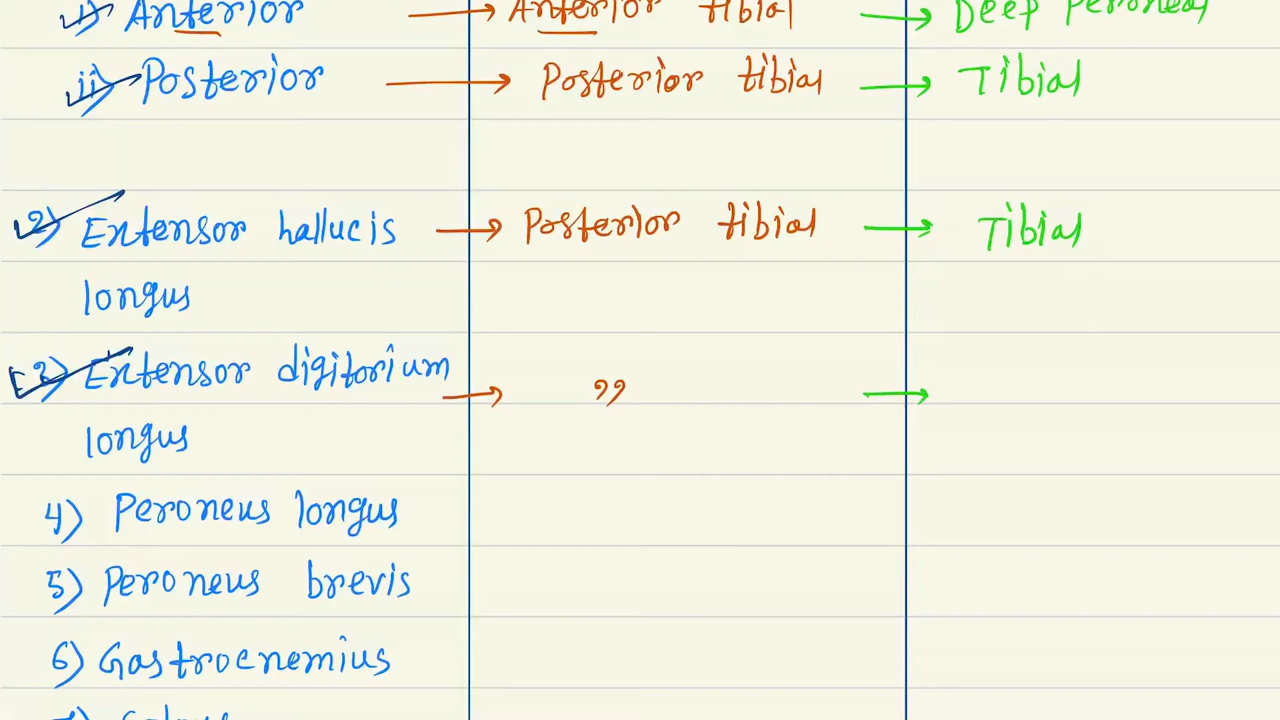 i) Anterior → Anterior tibial → Deep Peroneal
ii) Posterior → Posterior tibial → Tibial
2) Extensor hallucis → Posterior tibial → Tibial
longus
3) Extensor digitorium → ,, →
longus
4) Peroneus longus
5) Peroneus brevis
6) Gastrocnemius